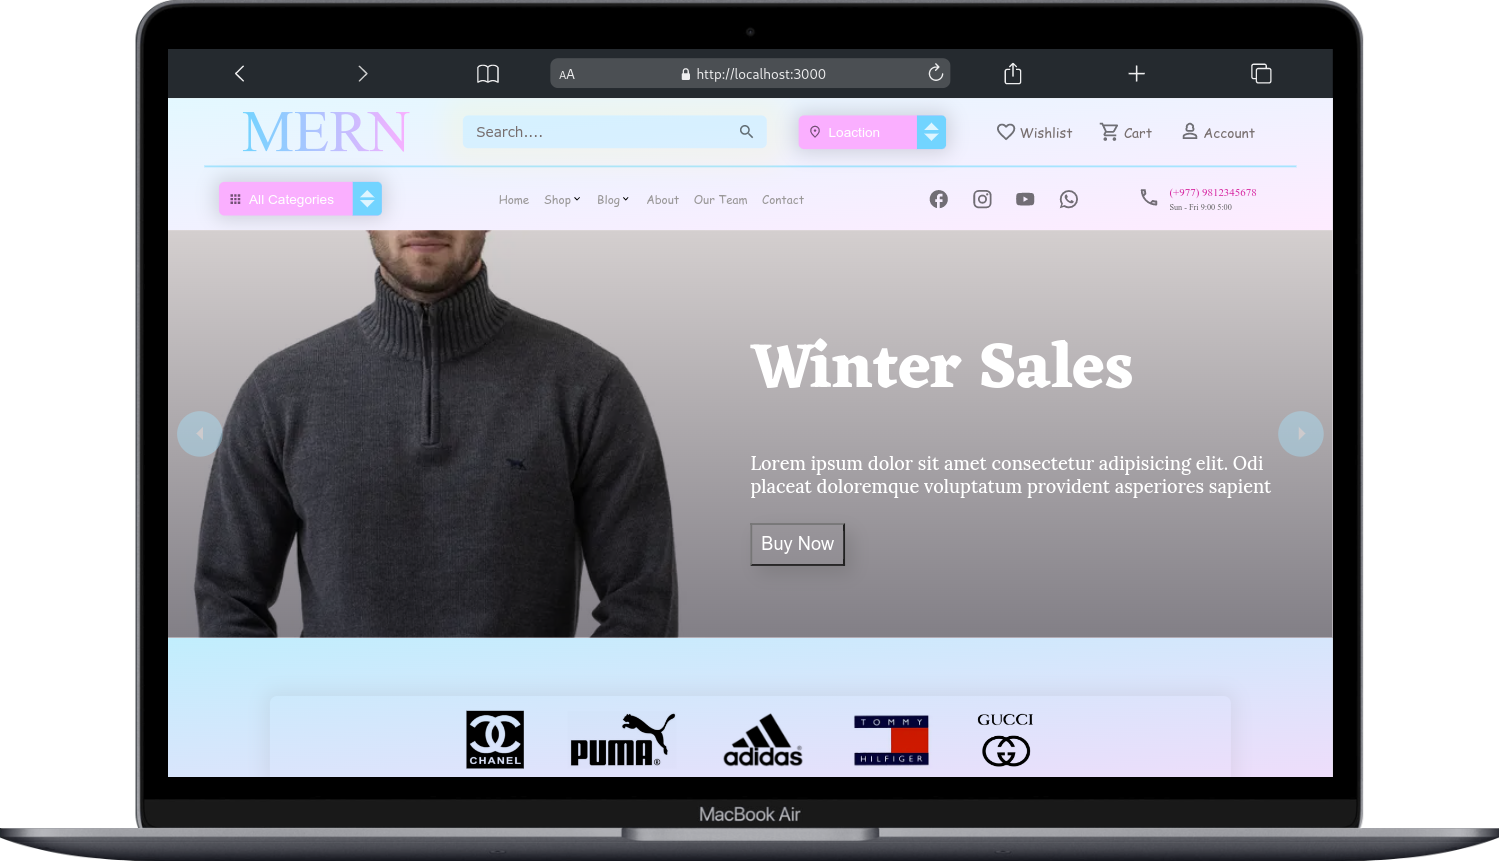 AA http://localhost:3000
MERN Search.... Loaction Wishlist Cart Account
All Categories Home Shop Blog About Our Team Contact (+977) 9812345678
Sun - Fri 9:00 5:00
Winter Sales
Lorem ipsum dolor sit amet consectetur adipisicing elit. Odi
placeat doloremque voluptatum provident asperiores sapient
Buy Now
TOMMY GUCCI
CHANEL PUMA® adidas® HILFIGER
MacBook Air